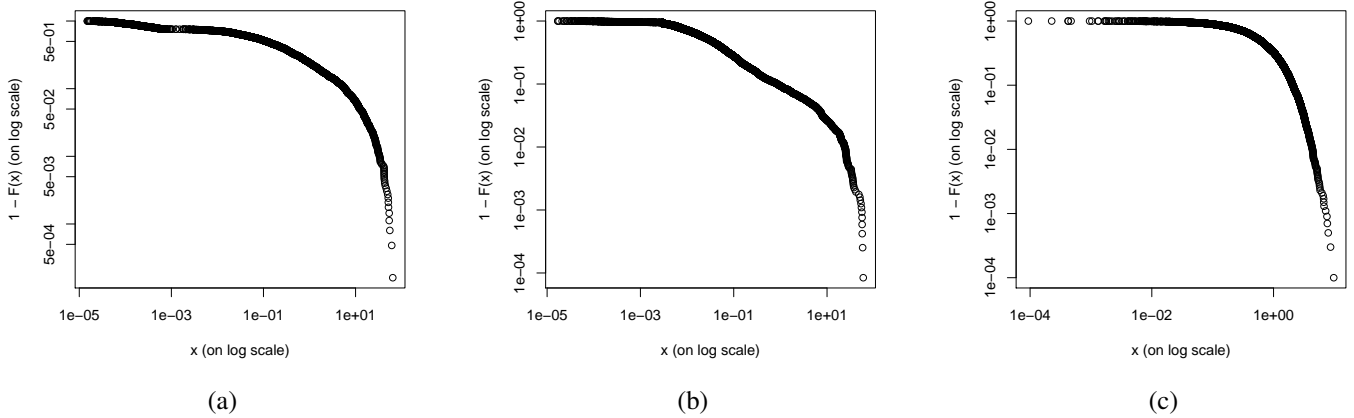 5e−04 5e−03 5e−02 5e−01
1 − F(x) (on log scale)
1e−05 1e−03 1e−01 1e+01
x (on log scale)
(a)
1e−04 1e−03 1e−02 1e−01 1e+00
1 − F(x) (on log scale)
1e−05 1e−03 1e−01 1e+01
x (on log scale)
(b)
1e−04 1e−03 1e−02 1e−01 1e+00
1 − F(x) (on log scale)
1e−04 1e−02 1e+00
x (on log scale)
(c)